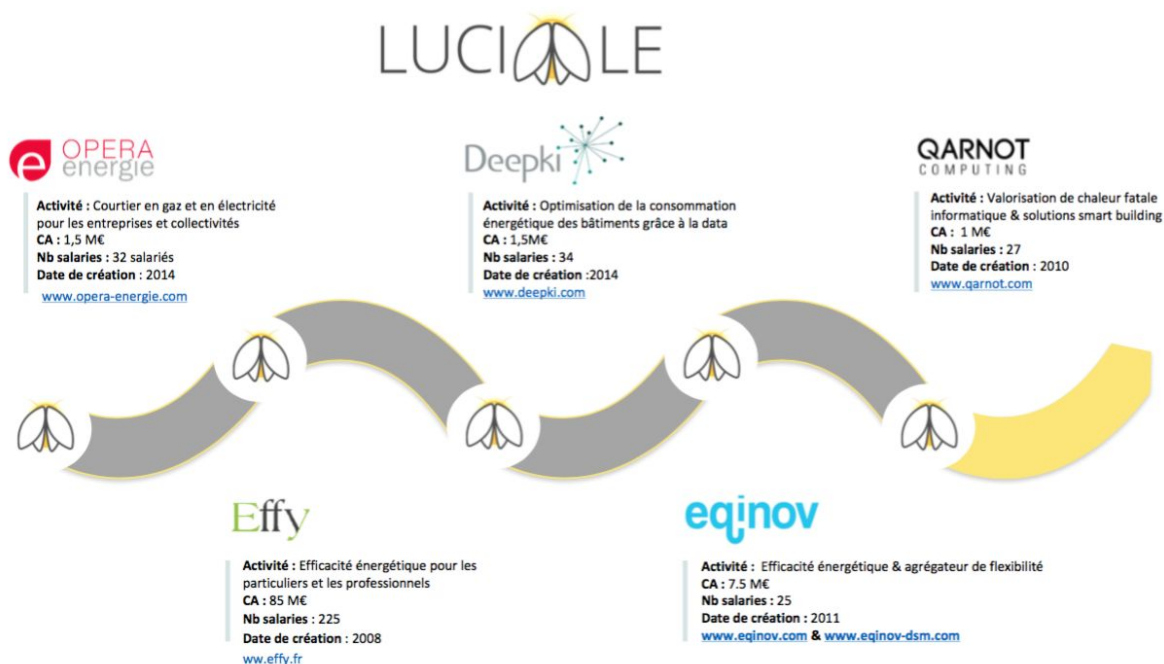 LUCIOLE
OPERA
energie
Activité : Courtier en gaz et en électricité
pour les entreprises et collectivités
CA : 1,5 M€
Nb salaries : 32 salariés
Date de création : 2014
www.opera-energie.com
Deepki
Activité : Optimisation de la consommation
énergétique des bâtiments grâce à la data
CA : 1,5M€
Nb salaries : 34
Date de création :2014
www.deepki.com
QARNOT
COMPUTING
Activité : Valorisation de chaleur fatale
informatique & solutions smart building
CA : 1 M€
Nb salaries : 27
Date de création : 2010
www.qarnot.com
Effy
Activité : Efficacité énergétique pour les
particuliers et les professionnels
CA : 85 M€
Nb salaries : 225
Date de création : 2008
ww.effy.fr
eqinov
Activité : Efficacité énergétique & agrégateur de flexibilité
CA : 7.5 M€
Nb salaries : 25
Date de création : 2011
www.eqinov.com & www.eqinov-dsm.com